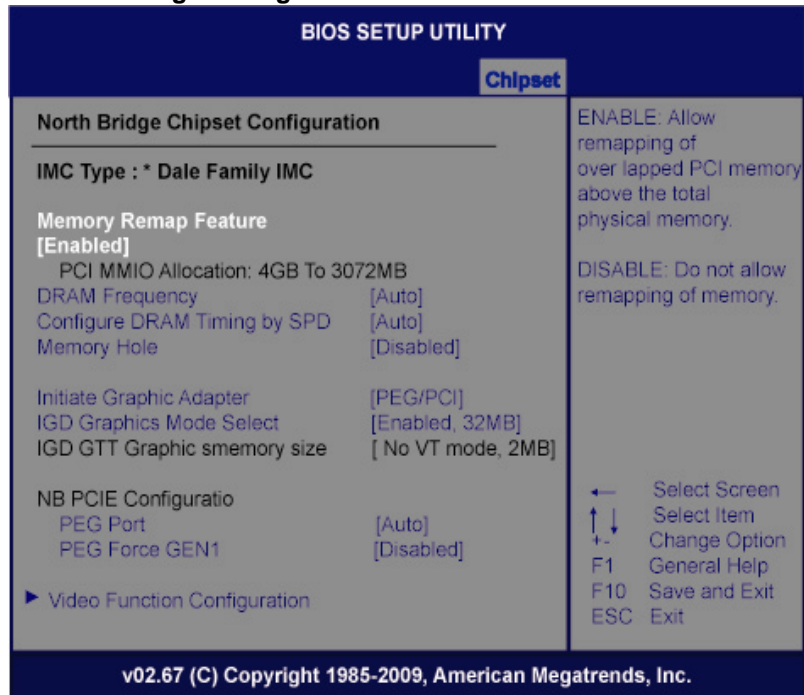 BIOS SETUP UTILITY
Chipset
North Bridge Chipset Configuration
IMC Type : * Dale Family IMC
Memory Remap Feature
[Enabled]
PCI MMIO Allocation: 4GB To 3072MB
DRAM Frequency [Auto]
Configure DRAM Timing by SPD [Auto]
Memory Hole [Disabled]
Initiate Graphic Adapter [PEG/PCI]
IGD Graphics Mode Select [Enabled, 32MB]
IGD GTT Graphic smemory size [ No VT mode, 2MB]
NB PCIE Configuratio
PEG Port [Auto]
PEG Force GEN1 [Disabled]
► Video Function Configuration
ENABLE: Allow
remapping of
over lapped PCI memory
above the total
physical memory.
DISABLE: Do not allow
remapping of memory.
← Select Screen
↑↓ Select Item
+- Change Option
F1 General Help
F10 Save and Exit
ESC Exit
v02.67 (C) Copyright 1985-2009, American Megatrends, Inc.